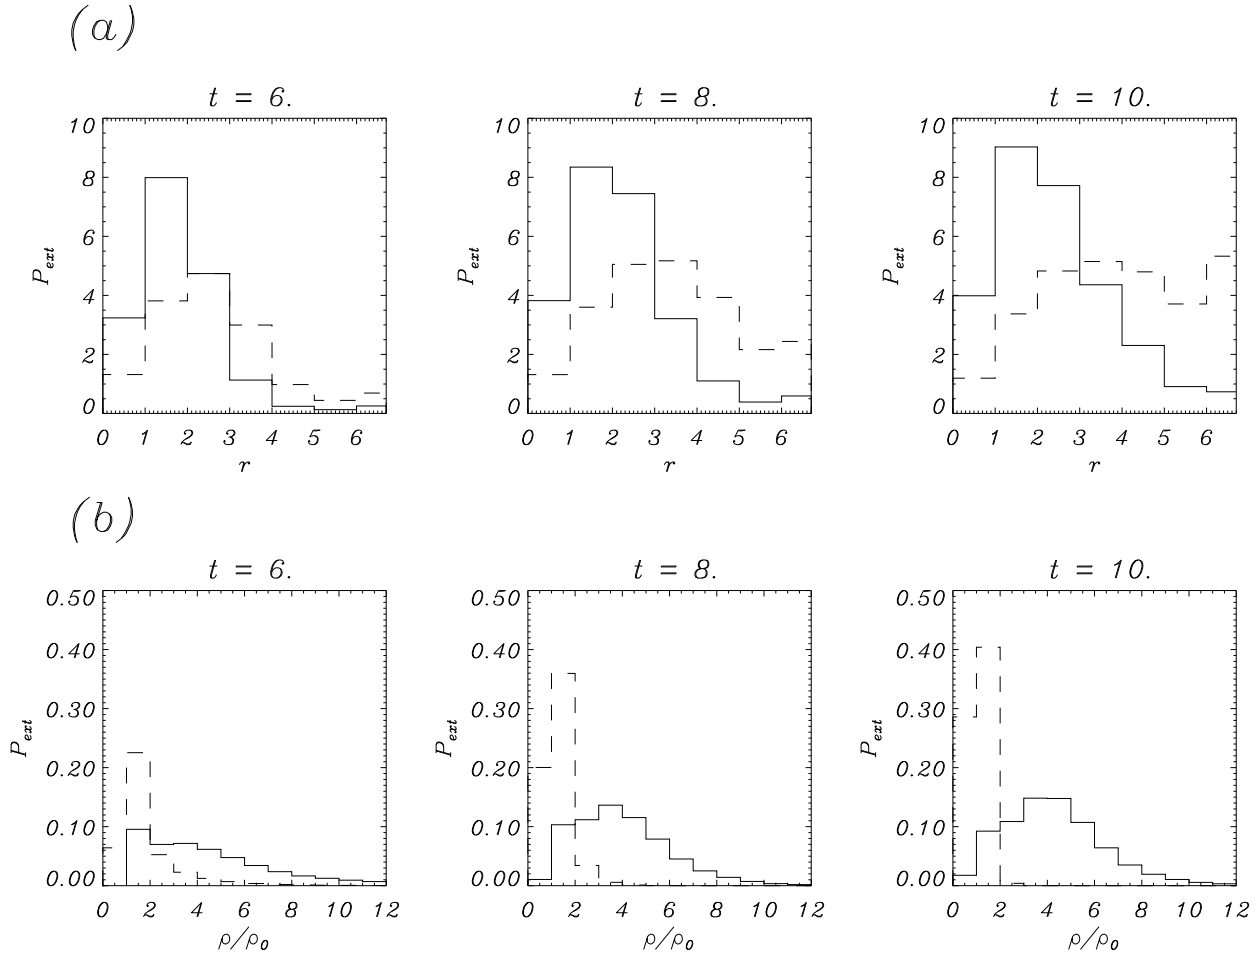 (a)
t = 6. t = 8. t = 10.
10 10 10
8 8 8
6 6 6
P_ext P_ext P_ext
4 4 4
2 2 2
0 0 0
0 1 2 3 4 5 6 0 1 2 3 4 5 6 0 1 2 3 4 5 6
r r r
(b)
t = 6. t = 8. t = 10.
0.50 0.50 0.50
0.40 0.40 0.40
0.30 0.30 0.30
P_ext P_ext P_ext
0.20 0.20 0.20
0.10 0.10 0.10
0.00 0.00 0.00
0 2 4 6 8 10 12 0 2 4 6 8 10 12 0 2 4 6 8 10 12
ρ/ρ₀ ρ/ρ₀ ρ/ρ₀